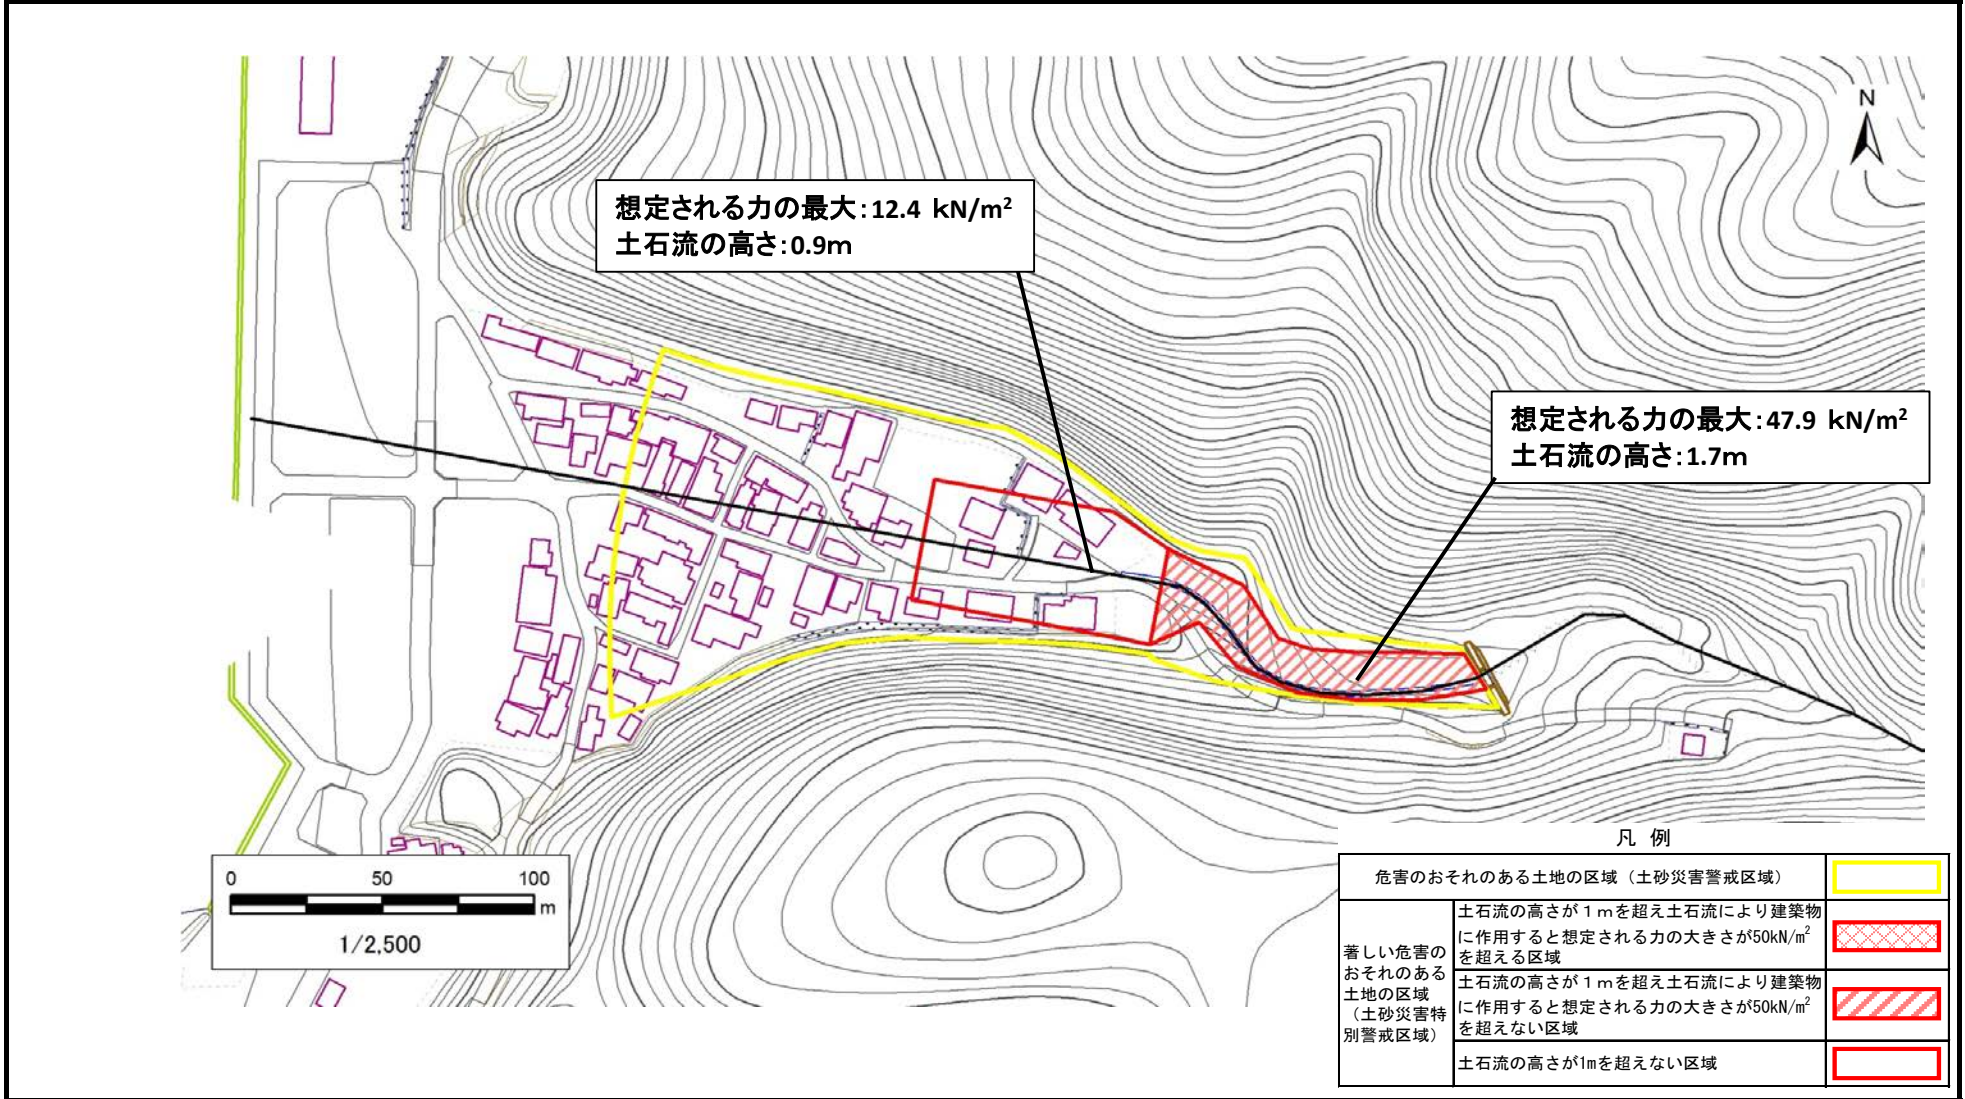 N
想定される力の最大:12.4 kN/m²
土石流の高さ:0.9m
想定される力の最大:47.9 kN/m²
土石流の高さ:1.7m
0 50 100
m
1/2,500
凡 例
危害のおそれのある土地の区域（土砂災害警戒区域）
著しい危害の
おそれのある
土地の区域
（土砂災害特
別警戒区域）
土石流の高さが１ｍを超え土石流により建築物
に作用すると想定される力の大きさが50kN/㎡
を超える区域
土石流の高さが１ｍを超え土石流により建築物
に作用すると想定される力の大きさが50kN/㎡
を超えない区域
土石流の高さが1mを超えない区域